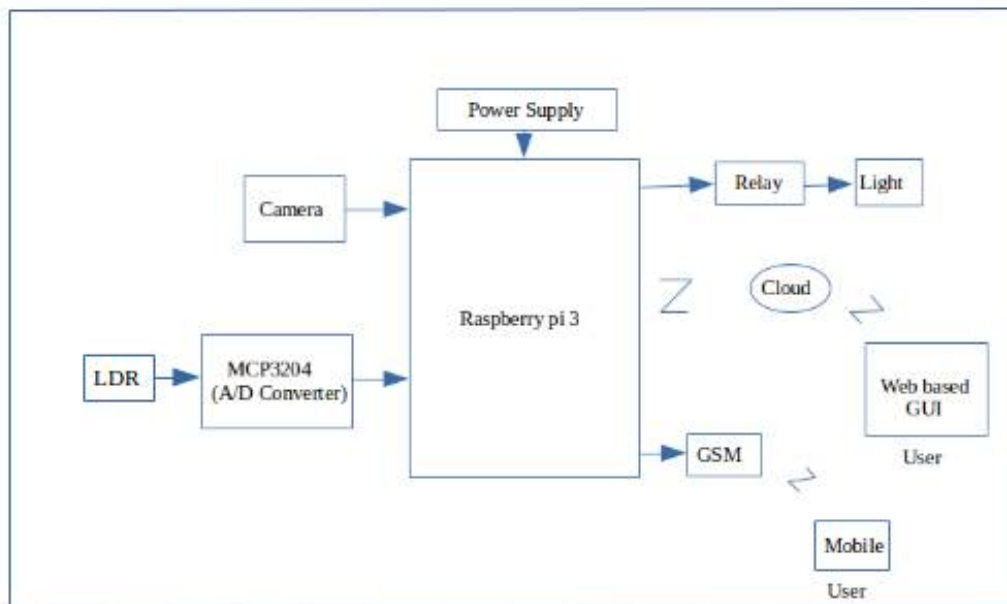 Power Supply
Camera
Relay
Light
Cloud
Raspberry pi 3
LDR
MCP3204
(A/D Converter)
Web based
GUI
User
GSM
Mobile
User